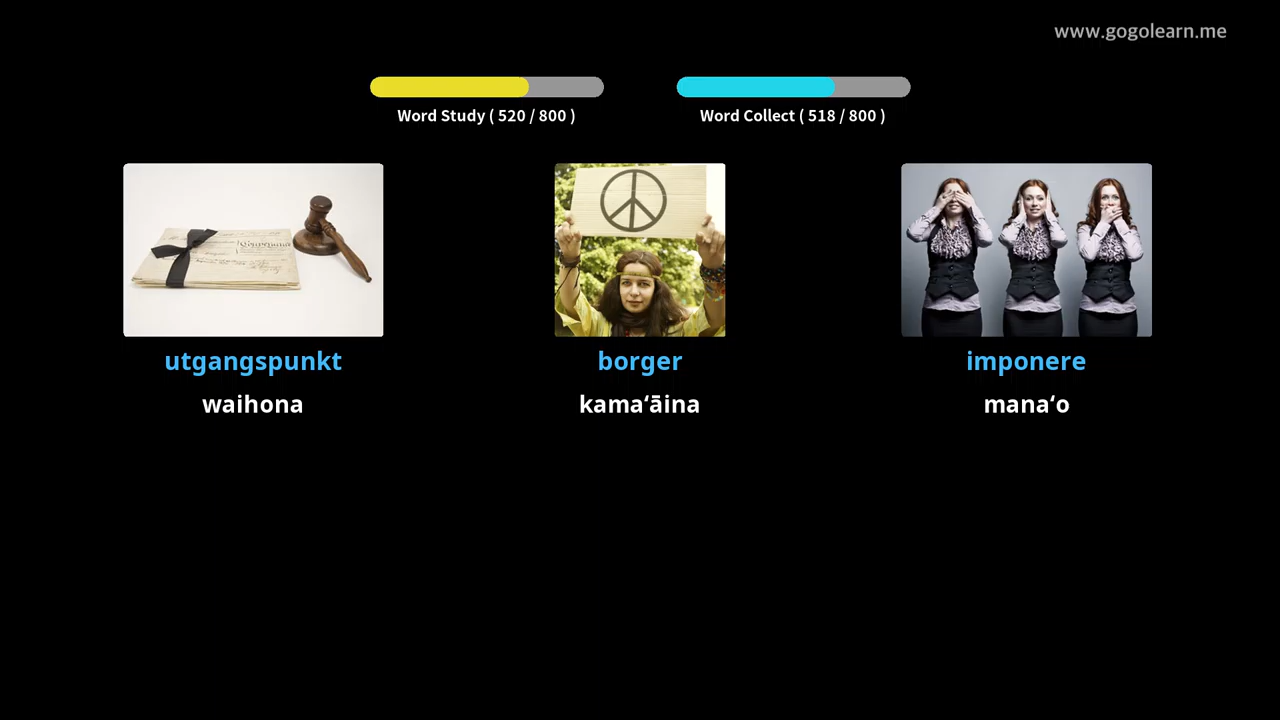 www.gogolearn.me
Word Study ( 520 / 800 )
Word Collect ( 518 / 800 )
utgangspunkt
borger
imponere
waihona
kamaʻāina
manaʻo